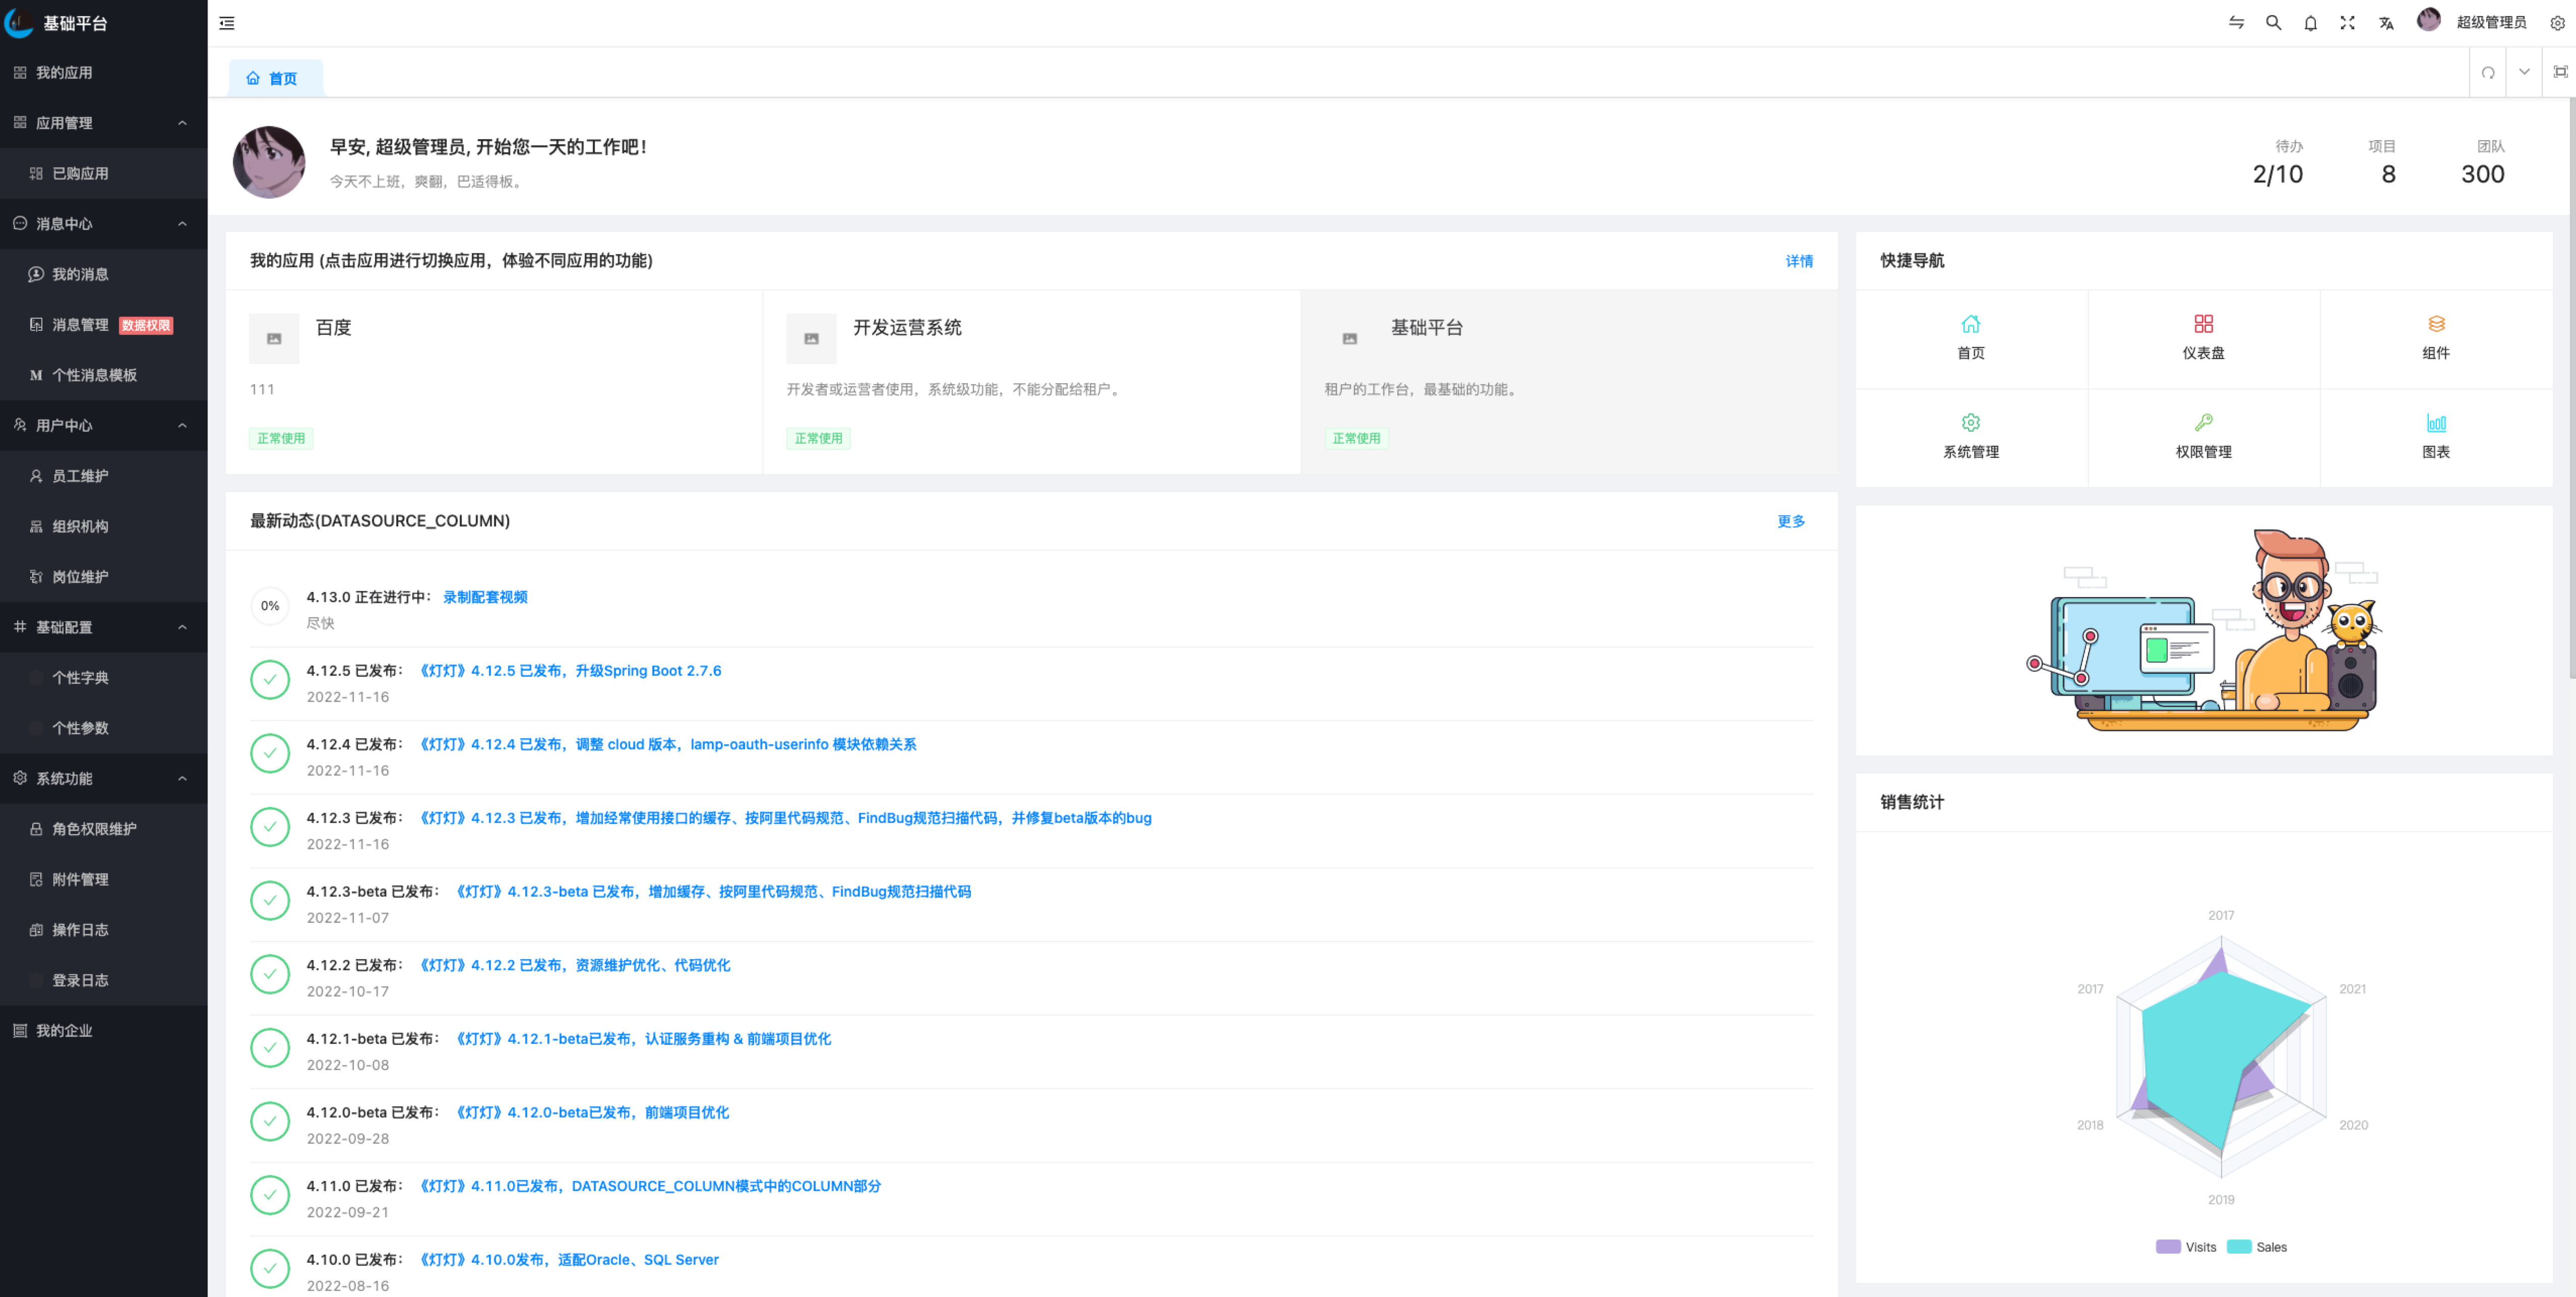 基础平台
超级管理员
我的应用
应用管理
已购应用
消息中心
我的消息
消息管理 数据权限
个性消息模板
用户中心
员工维护
组织机构
岗位维护
基础配置
个性字典
个性参数
系统功能
角色权限维护
附件管理
操作日志
登录日志
我的企业
首页
早安, 超级管理员, 开始您一天的工作吧！
今天不上班，爽翻，巴适得板。
待办
2/10
项目
8
团队
300
我的应用 (点击应用进行切换应用，体验不同应用的功能)
详情
百度
111
正常使用
开发运营系统
开发者或运营者使用，系统级功能，不能分配给租户。
正常使用
基础平台
租户的工作台，最基础的功能。
正常使用
最新动态(DATASOURCE_COLUMN)
更多
0%
4.13.0 正在进行中： 录制配套视频
尽快
4.12.5 已发布： 《灯灯》4.12.5 已发布，升级Spring Boot 2.7.6
2022-11-16
4.12.4 已发布： 《灯灯》4.12.4 已发布，调整 cloud 版本，lamp-oauth-userinfo 模块依赖关系
2022-11-16
4.12.3 已发布： 《灯灯》4.12.3 已发布，增加经常使用接口的缓存、按阿里代码规范、FindBug规范扫描代码，并修复beta版本的bug
2022-11-16
4.12.3-beta 已发布： 《灯灯》4.12.3-beta 已发布，增加缓存、按阿里代码规范、FindBug规范扫描代码
2022-11-07
4.12.2 已发布： 《灯灯》4.12.2 已发布，资源维护优化、代码优化
2022-10-17
4.12.1-beta 已发布： 《灯灯》4.12.1-beta已发布，认证服务重构 & 前端项目优化
2022-10-08
4.12.0-beta 已发布： 《灯灯》4.12.0-beta已发布，前端项目优化
2022-09-28
4.11.0 已发布： 《灯灯》4.11.0已发布，DATASOURCE_COLUMN模式中的COLUMN部分
2022-09-21
4.10.0 已发布： 《灯灯》4.10.0发布，适配Oracle、SQL Server
2022-08-16
快捷导航
首页
仪表盘
组件
系统管理
权限管理
图表
销售统计
2017
2017
2021
2018
2020
2019
Visits
Sales